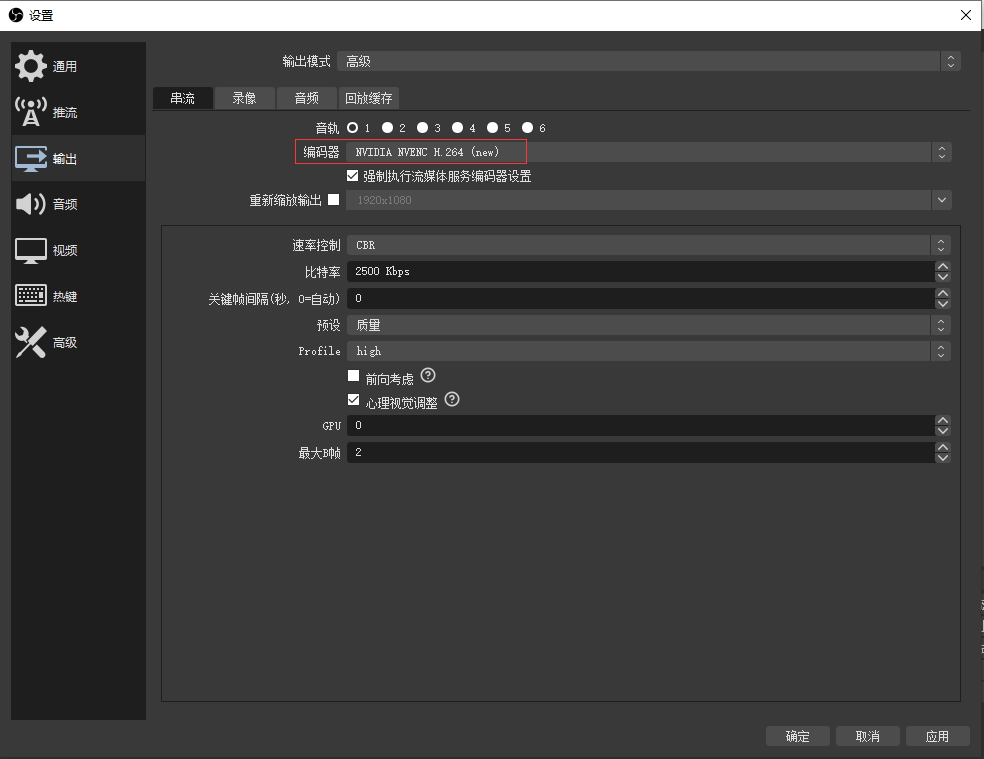 设置
通用
推流
输出
音频
视频
热键
高级
输出模式 高级
串流 录像 音频 回放缓存
音轨 1 2 3 4 5 6
编码器 NVIDIA NVENC H.264 (new)
强制执行流媒体服务编码器设置
重新缩放输出 1920x1080
速率控制 CBR
比特率 2500 Kbps
关键帧间隔(秒, 0=自动) 0
预设 质量
Profile high
前向考虑 ?
心理视觉调整 ?
GPU 0
最大B帧 2
确定 取消 应用